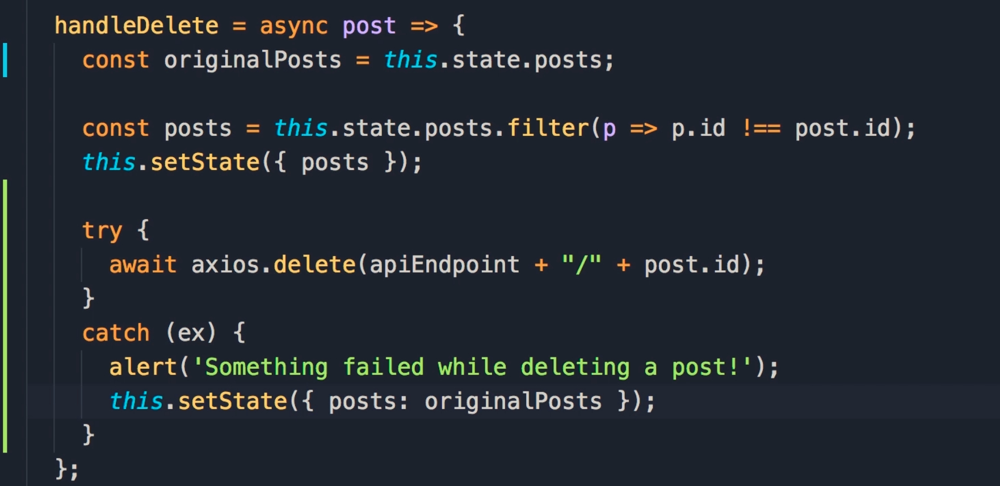 handleDelete = async post => {
const originalPosts = this.state.posts;
const posts = this.state.posts.filter(p => p.id !== post.id);
this.setState({ posts });
try {
await axios.delete(apiEndpoint + "/" + post.id);
}
catch (ex) {
alert('Something failed while deleting a post!');
this.setState({ posts: originalPosts });
}
};